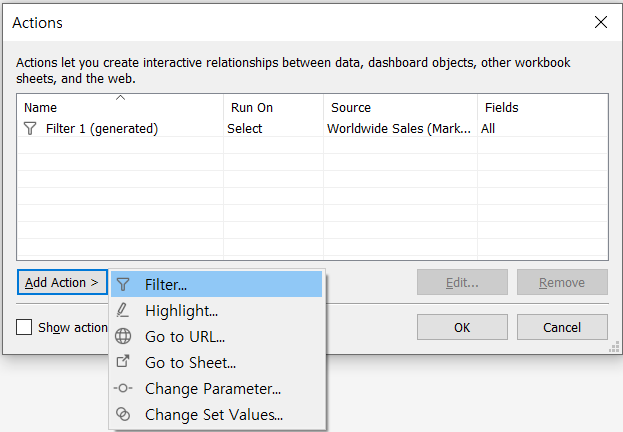 Actions
Actions let you create interactive relationships between data, dashboard objects, other workbook
sheets, and the web.
Name Run On Source Fields
Filter 1 (generated) Select Worldwide Sales (Mark... All
Add Action > Edit... Remove
Filter...
Highlight...
Show action OK Cancel
Go to URL...
Go to Sheet...
Change Parameter...
Change Set Values...